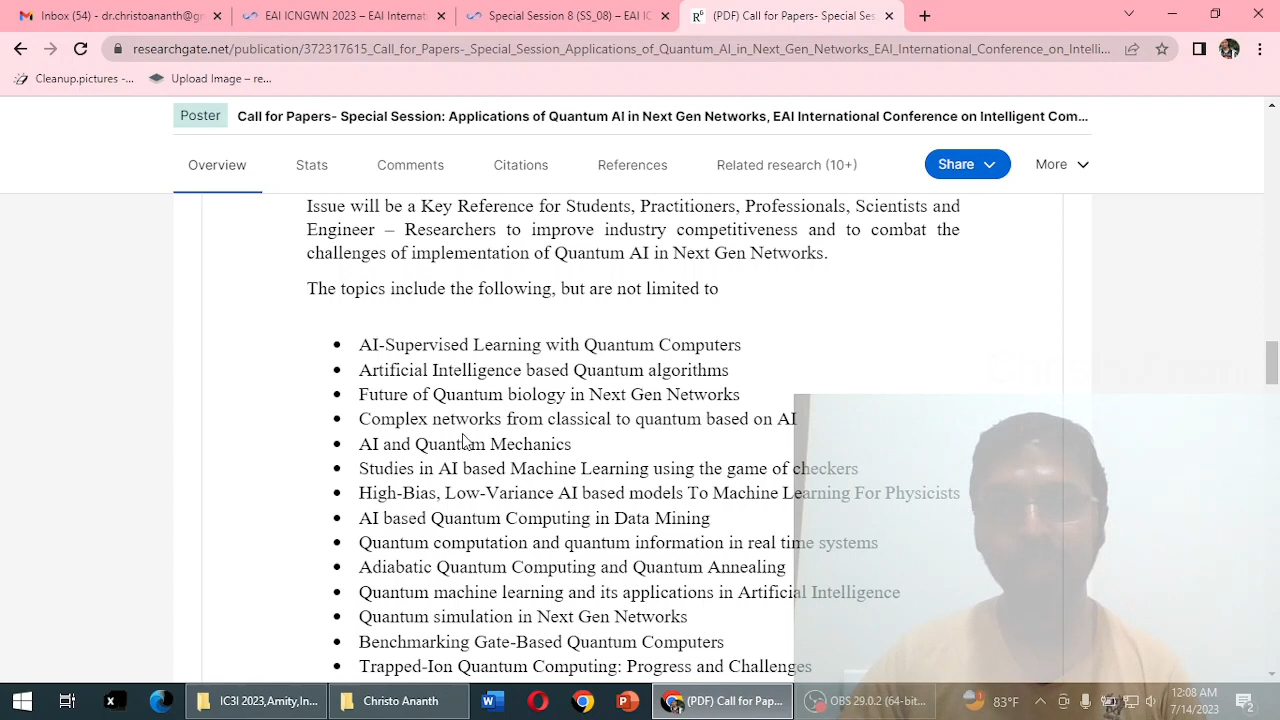 Inbox (54) - dr.christoananth@gr
EAI ICNGWN 2023 – EAI Internat
Special Session 8 (SS_08) – EAI IC
(PDF) Call for Papers- Special Sess
researchgate.net/publication/372317615_Call_for_Papers-_Special_Session_Applications_of_Quantum_AI_in_Next_Gen_Networks_EAI_International_Conference_on_Intelli...
Cleanup.pictures -...
Upload Image – re...
Poster
Call for Papers- Special Session: Applications of Quantum AI in Next Gen Networks, EAI International Conference on Intelligent Com...
Overview
Stats
Comments
Citations
References
Related research (10+)
Share
More
Issue will be a Key Reference for Students, Practitioners, Professionals, Scientists and
Engineer – Researchers to improve industry competitiveness and to combat the
challenges of implementation of Quantum AI in Next Gen Networks.
The topics include the following, but are not limited to
• AI-Supervised Learning with Quantum Computers
• Artificial Intelligence based Quantum algorithms
• Future of Quantum biology in Next Gen Networks
• Complex networks from classical to quantum based on AI
• AI and Quantum Mechanics
• Studies in AI based Machine Learning using the game of checkers
• High-Bias, Low-Variance AI based models To Machine Learning For Physicists
• AI based Quantum Computing in Data Mining
• Quantum computation and quantum information in real time systems
• Adiabatic Quantum Computing and Quantum Annealing
• Quantum machine learning and its applications in Artificial Intelligence
• Quantum simulation in Next Gen Networks
• Benchmarking Gate-Based Quantum Computers
• Trapped-Ion Quantum Computing: Progress and Challenges
IC3I 2023,Amity,In...
Christo Ananth
(PDF) Call for Pap...
OBS 29.0.2 (64-bit...
83°F
12:08 AM
7/14/2023
2